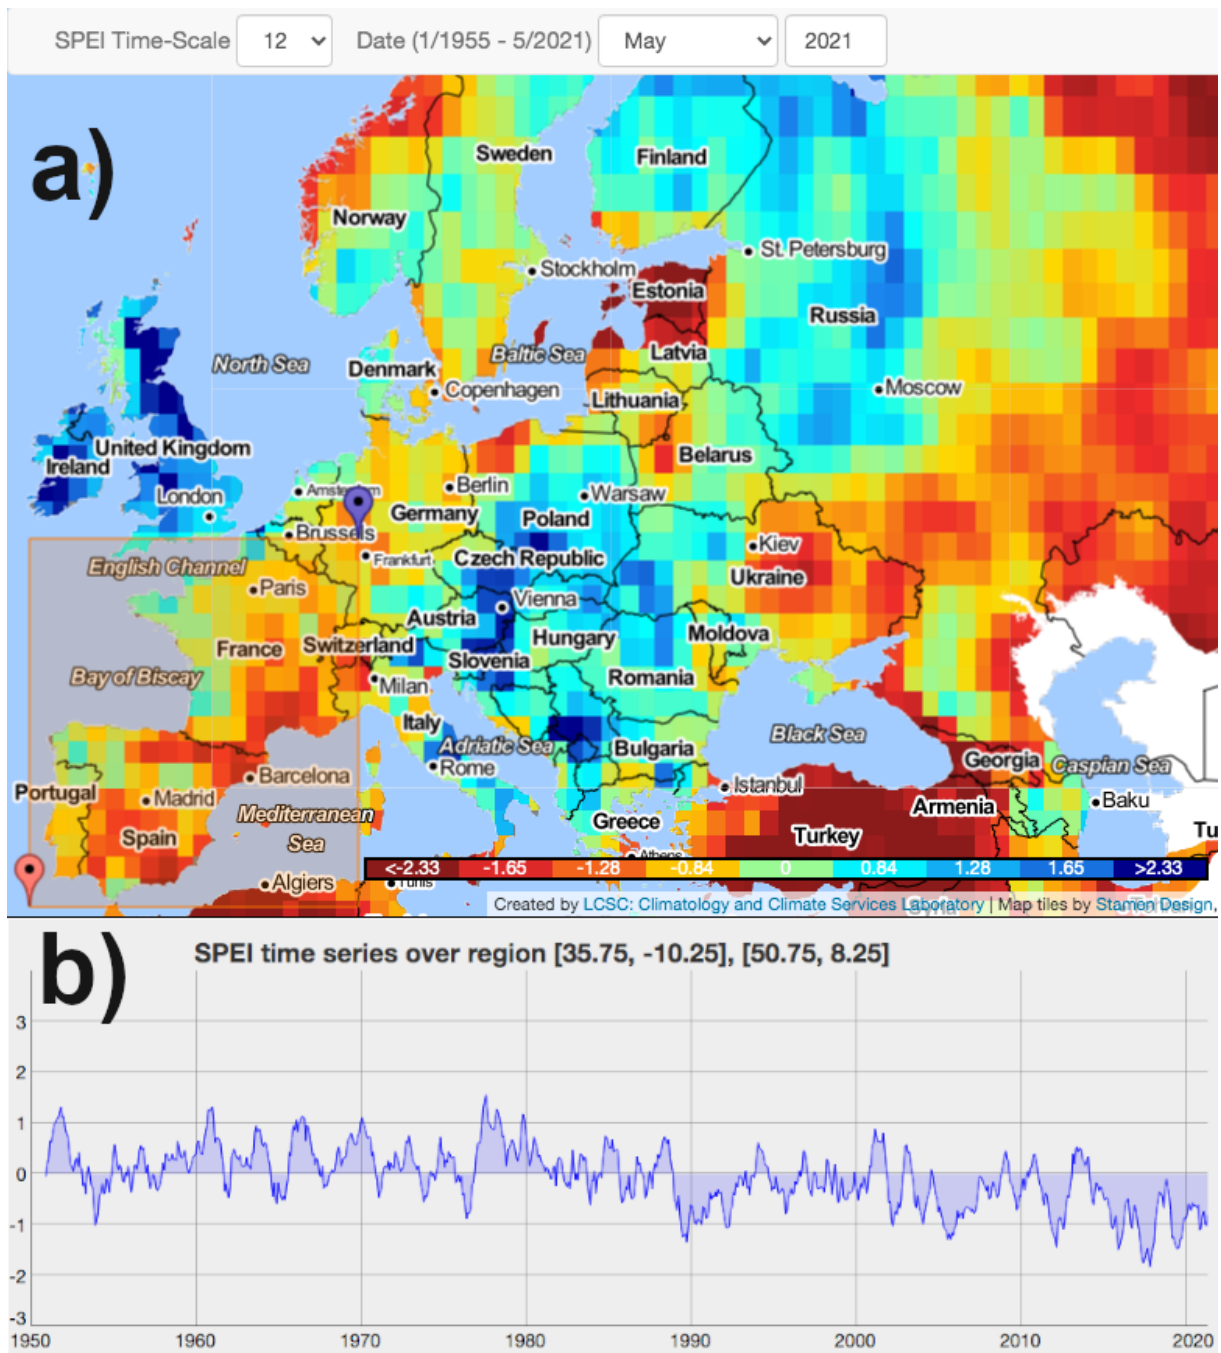 SPEI Time-Scale 12 Date (1/1955 - 5/2021) May 2021
a)
Sweden
Finland
Norway
St. Petersburg
Stockholm
Estonia
Russia
North Sea
Baltic Sea
Latvia
Denmark
Moscow
Copenhagen
Lithuania
United Kingdom
Belarus
Ireland
London
Amsterdam
Berlin
Warsaw
Germany
Poland
Brussels
Kiev
English Channel
Frankfurt
Czech Republic
Paris
Ukraine
Vienna
Austria
France
Switzerland
Hungary
Moldova
Slovenia
Bay of Biscay
Milan
Romania
Italy
Adriatic Sea
Bulgaria
Black Sea
Georgia
Caspian Sea
Rome
Barcelona
Istanbul
Portugal
Madrid
Armenia
Baku
Mediterranean
Sea
Greece
Turkey
Tu
Spain
Athens
<-2.33 -1.65 -1.28 -0.84 0 0.84 1.28 1.65 >2.33
Algiers
Tunis
Syria
Tehran
Created by LCSC: Climatology and Climate Services Laboratory | Map tiles by Stamen Design,
b)
SPEI time series over region [35.75, -10.25], [50.75, 8.25]
3
2
1
0
-1
-2
-3
1950 1960 1970 1980 1990 2000 2010 2020